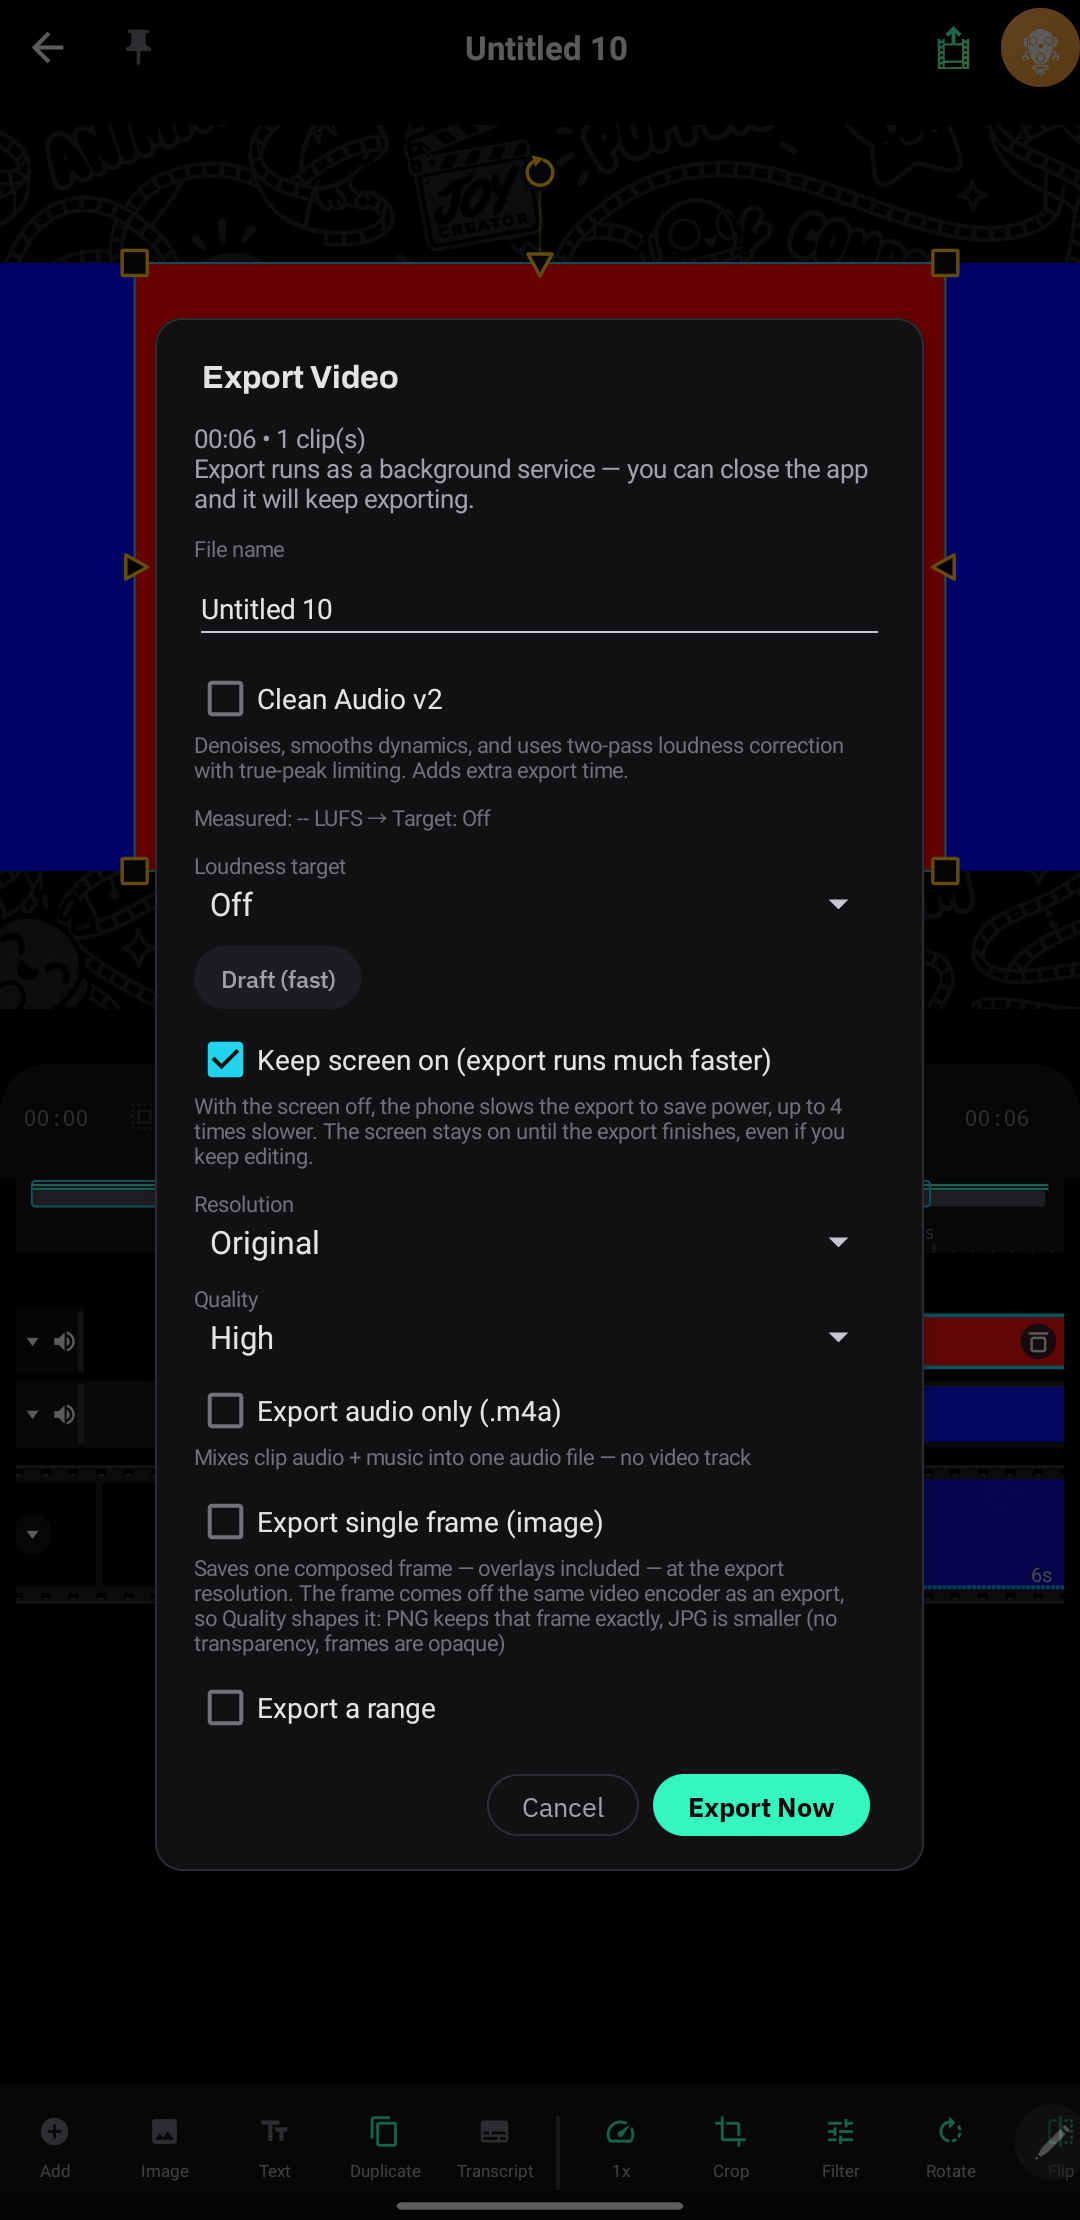 Untitled 10
JOY
CREATOR
Export Video
00:06 • 1 clip(s)
Export runs as a background service — you can close the app
and it will keep exporting.
File name
Untitled 10
Clean Audio v2
Denoises, smooths dynamics, and uses two-pass loudness correction
with true-peak limiting. Adds extra export time.
Measured: -- LUFS → Target: Off
Loudness target
Off
Draft (fast)
Keep screen on (export runs much faster)
00:00
00:06
With the screen off, the phone slows the export to save power, up to 4
times slower. The screen stays on until the export finishes, even if you
keep editing.
Resolution
Original
Quality
High
Export audio only (.m4a)
Mixes clip audio + music into one audio file — no video track
Export single frame (image)
Saves one composed frame — overlays included — at the export
resolution. The frame comes off the same video encoder as an export,
so Quality shapes it: PNG keeps that frame exactly, JPG is smaller (no
transparency, frames are opaque)
6s
Export a range
Cancel
Export Now
Add
Image
Text
Duplicate
Transcript
1x
Crop
Filter
Rotate
Flip